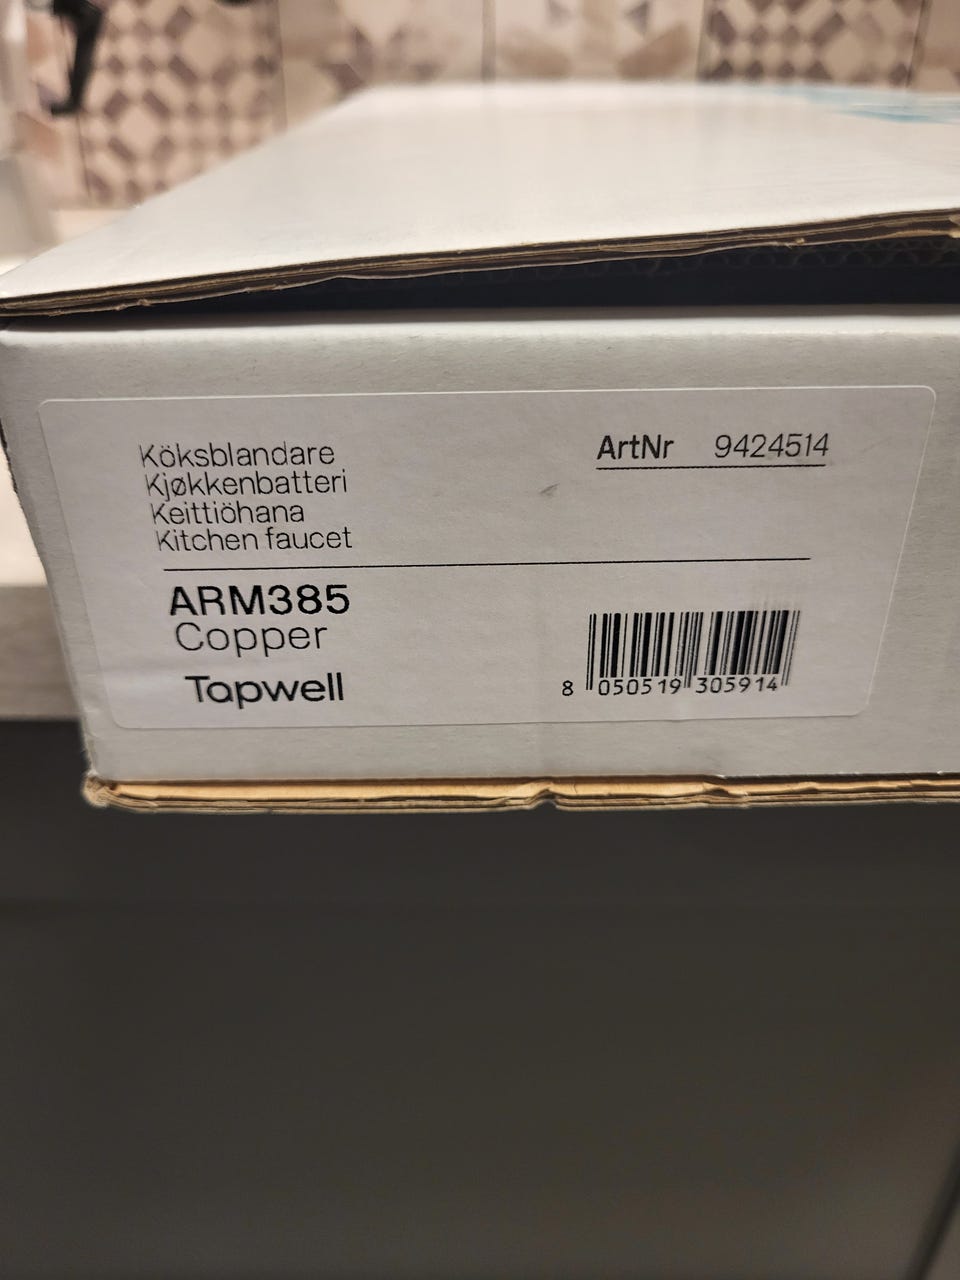 Köksblandare
Kjøkkenbatteri
Keittiöhana
Kitchen faucet
ArtNr 9424514
ARM385
Copper
Tapwell
8 050519 305914